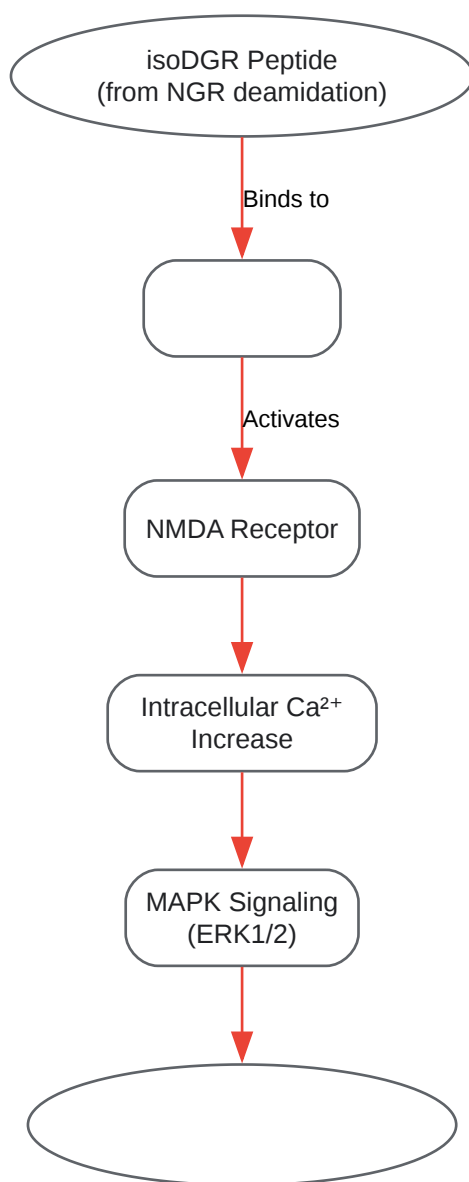 isoDGR Peptide
(from NGR deamidation)
Binds to
Activates
NMDA Receptor
Intracellular Ca²⁺
Increase
MAPK Signaling
(ERK1/2)